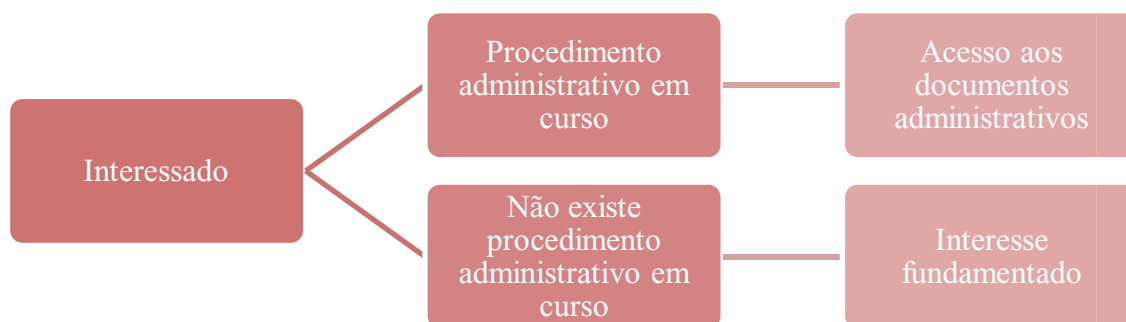 Interessado
Procedimento
administrativo em
curso
Acesso aos
documentos
administrativos
Não existe
procedimento
administrativo em
curso
Interesse
fundamentado